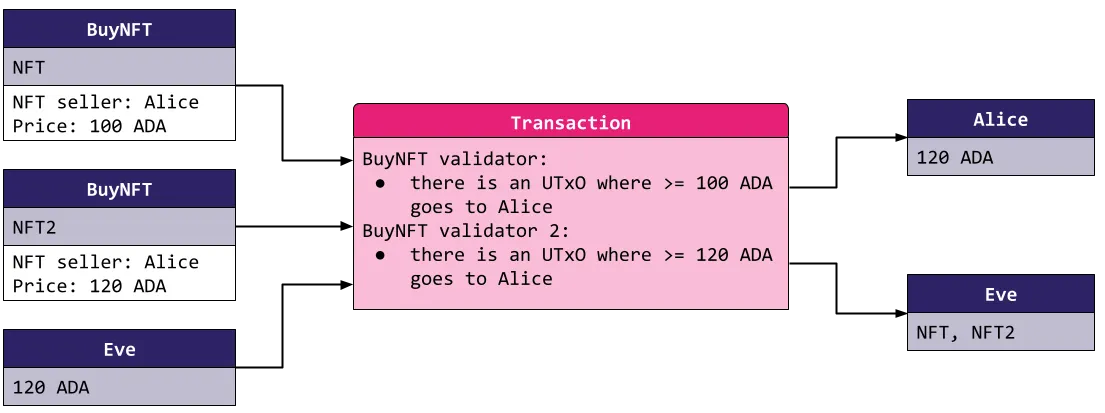 BuyNFT
NFT
NFT seller: Alice
Price: 100 ADA
BuyNFT
NFT2
NFT seller: Alice
Price: 120 ADA
Eve
120 ADA
Transaction
BuyNFT validator:
● there is an UTxO where >= 100 ADA
goes to Alice
BuyNFT validator 2:
● there is an UTxO where >= 120 ADA
goes to Alice
Alice
120 ADA
Eve
NFT, NFT2